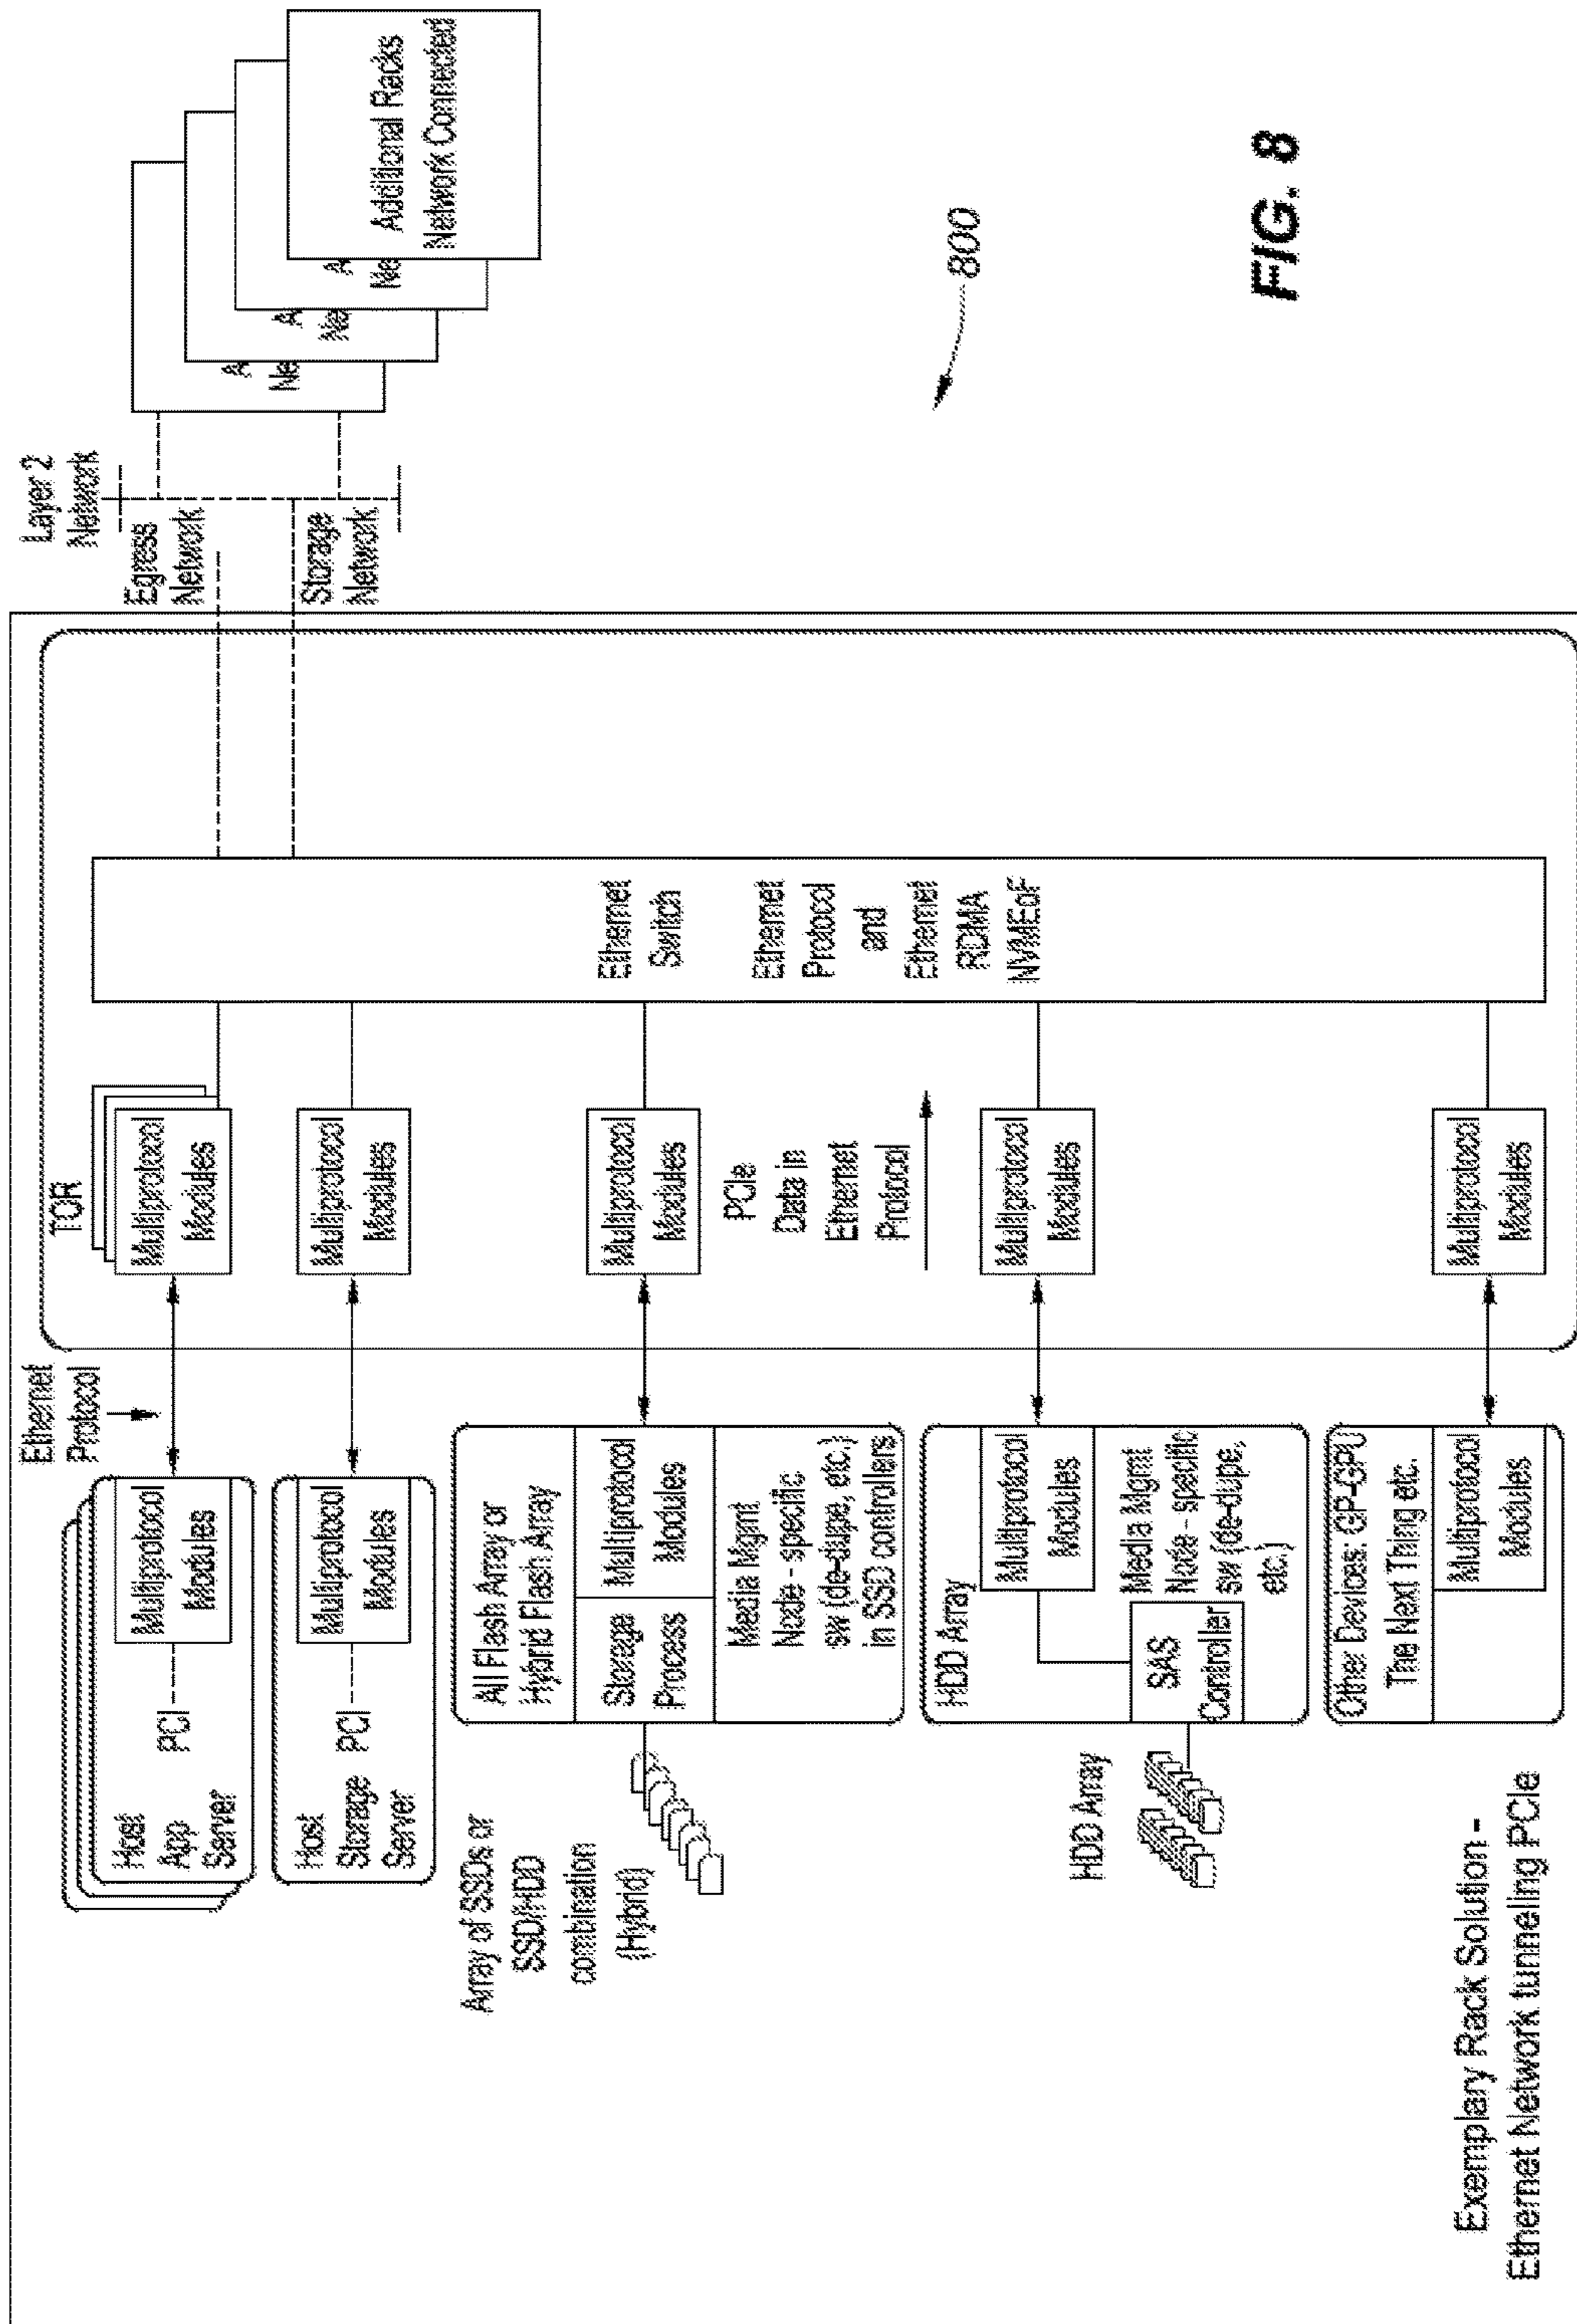 Layer 2
Network
Egress
Network
Storage
Network
A
Ne
A
Ne
A
Ne
Additional Racks
Network Connected
Ethernet
Protocol
TOR
Host
App
Server
PCI
Multiprotocol
Modules
Multiprotocol
Modules
Host
Storage
Server
PCI
Multiprotocol
Modules
Multiprotocol
Modules
Array of SSDs or
SSD/HDD
combination
(Hybrid)
All Flash Array or
Hybrid Flash Array
Storage
Process
Multiprotocol
Modules
Media Mgmt
Node - specific
sw (de-dupe, etc.)
in SSD controllers
Multiprotocol
Modules
PCIe
Data in
Ethernet
Protocol
Ethernet
Switch
Ethernet
Protocol
and
Ethernet
RDMA
NVMEoF
HDD Array
HDD Array
Multiprotocol
Modules
SAS
Controller
Media Mgmt
Node - specific
sw (de-dupe,
etc.)
Multiprotocol
Modules
Other Devices: GP-GPU
The Next Thing etc.
Multiprotocol
Modules
Multiprotocol
Modules
Exemplary Rack Solution -
Ethernet Network tunneling PCIe
800
FIG. 8